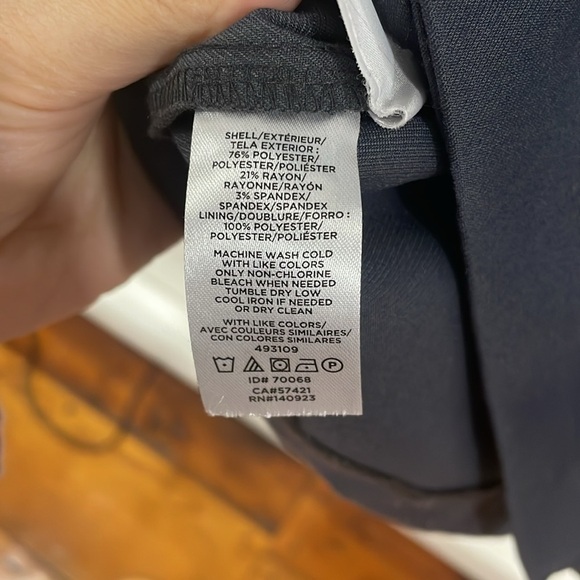 SHELL/EXTÉRIEUR/
TELA EXTERIOR :
76% POLYESTER/
POLYESTER/POLIÉSTER
21% RAYON/
RAYONNE/RAYÓN
3% SPANDEX/
SPANDEX/SPANDEX
LINING/DOUBLURE/FORRO :
100% POLYESTER/
POLYESTER/POLIÉSTER
MACHINE WASH COLD
WITH LIKE COLORS
ONLY NON-CHLORINE
BLEACH WHEN NEEDED
TUMBLE DRY LOW
COOL IRON IF NEEDED
OR DRY CLEAN
WITH LIKE COLORS/
AVEC COULEURS SIMILAIRES/
CON COLORES SIMILARES
493109
P
ID# 70068
CA#57421
RN#140923